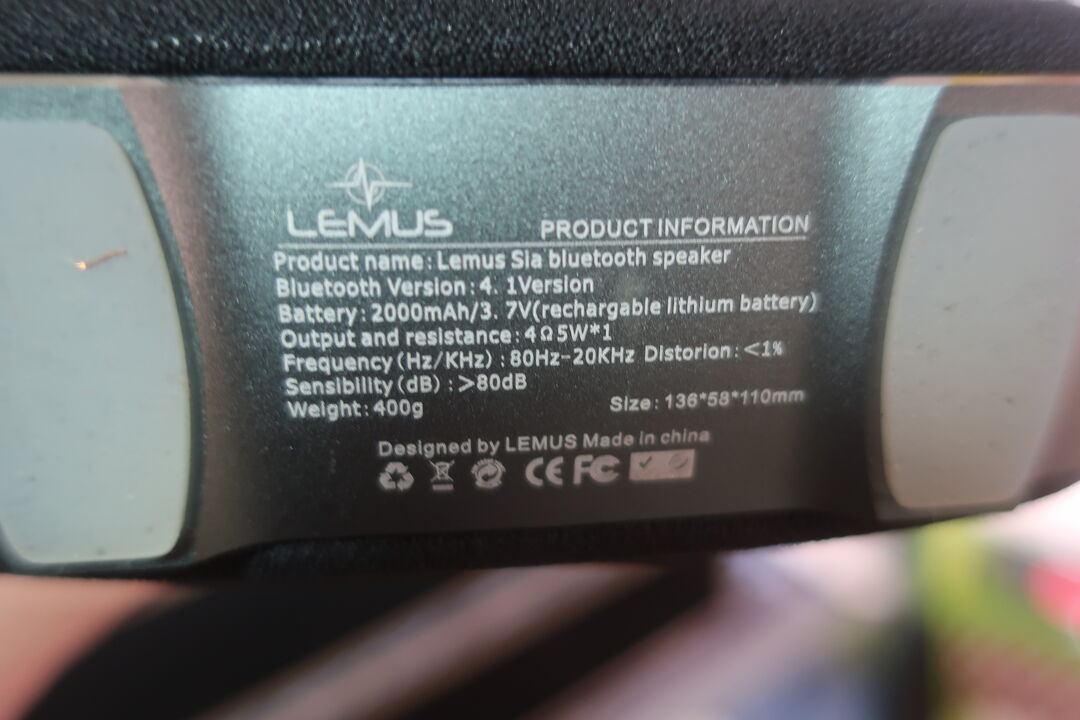 LEMUS
PRODUCT INFORMATION
Product name: Lemus Sia bluetooth speaker
Bluetooth Version: 4. 1Version
Battery: 2000mAh/3. 7V(rechargable lithium battery)
Output and resistance: 4Ω5W*1
Frequency(Hz/KHz) : 80Hz-20KHz Distorion: <1%
Sensibility(dB) : >80dB
Weight: 400g
Size: 136*58*110mm
Designed by LEMUS Made in china
CE FC